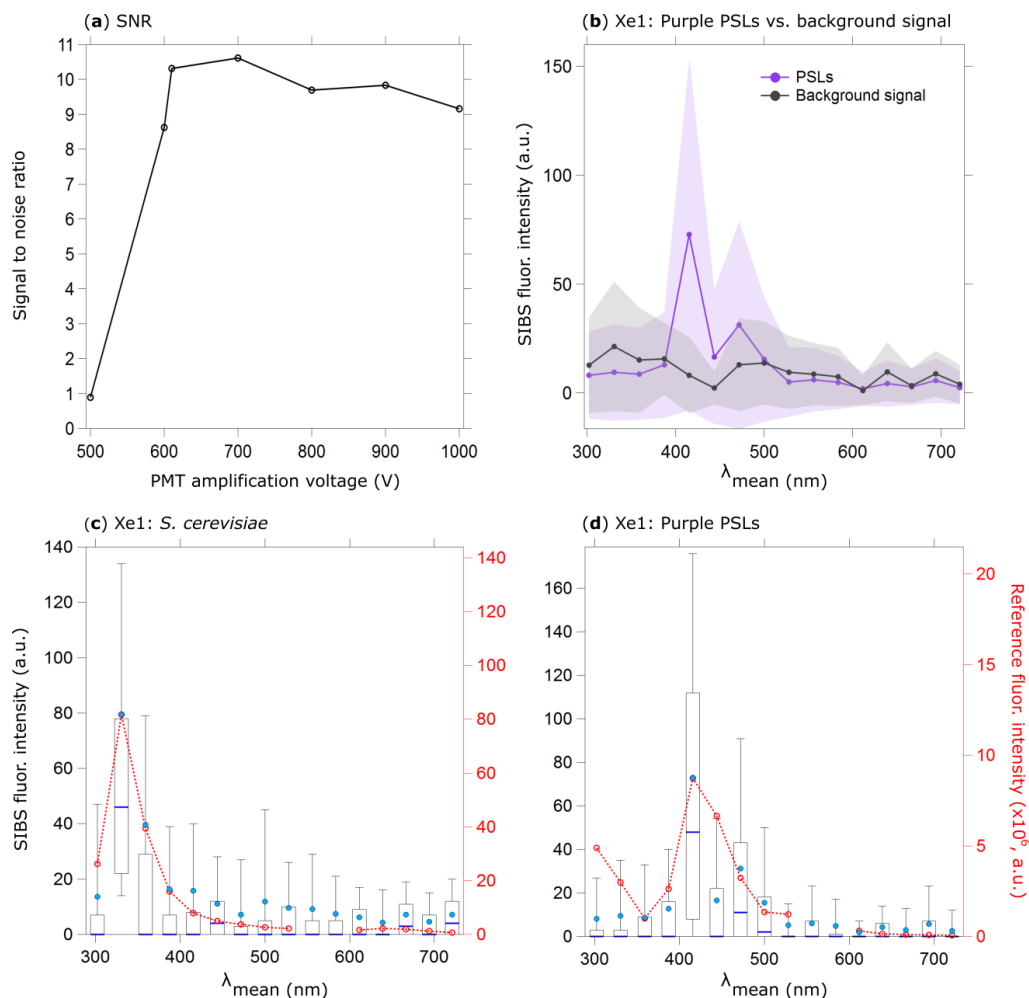 (a) SNR
11
10
9
8
7
6
5
4
3
2
1
0
Signal to noise ratio
500 600 700 800 900 1000
PMT amplification voltage (V)
(b) Xe1: Purple PSLs vs. background signal
150
100
50
0
SIBS fluor. intensity (a.u.)
PSLs
Background signal
300 400 500 600 700
λmean (nm)
(c) Xe1: S. cerevisiae
140
120
100
80
60
40
20
0
SIBS fluor. intensity (a.u.)
140
120
100
80
60
40
20
0
300 400 500 600 700
λmean (nm)
(d) Xe1: Purple PSLs
160
140
120
100
80
60
40
20
0
20
15
10
5
0
Reference fluor. intensity (x10⁶, a.u.)
300 400 500 600 700
λmean (nm)